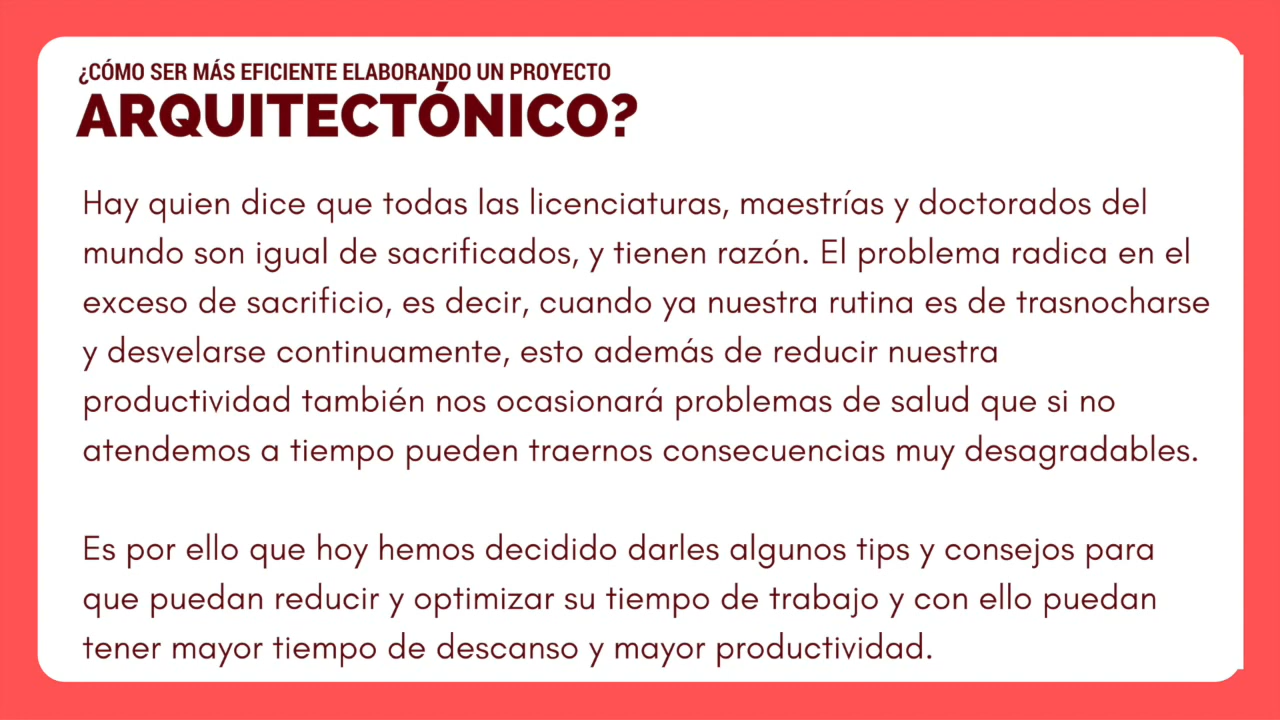 ¿CÓMO SER MÁS EFICIENTE ELABORANDO UN PROYECTO
ARQUITECTÓNICO?
Hay quien dice que todas las licenciaturas, maestrías y doctorados del
mundo son igual de sacrificados, y tienen razón. El problema radica en el
exceso de sacrificio, es decir, cuando ya nuestra rutina es de trasnocharse
y desvelarse continuamente, esto además de reducir nuestra
productividad también nos ocasionará problemas de salud que si no
atendemos a tiempo pueden traernos consecuencias muy desagradables.
Es por ello que hoy hemos decidido darles algunos tips y consejos para
que puedan reducir y optimizar su tiempo de trabajo y con ello puedan
tener mayor tiempo de descanso y mayor productividad.